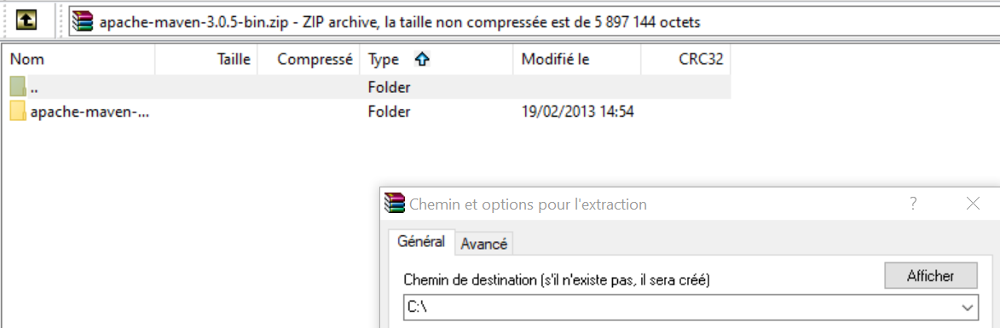 apache-maven-3.0.5-bin.zip - ZIP archive, la taille non compressée est de 5 897 144 octets
Nom Taille Compressé Type Modifié le CRC32
.. Folder
apache-maven-... Folder 19/02/2013 14:54
Chemin et options pour l'extraction ?
Général Avancé
Chemin de destination (s'il n'existe pas, il sera créé) Afficher
C:\